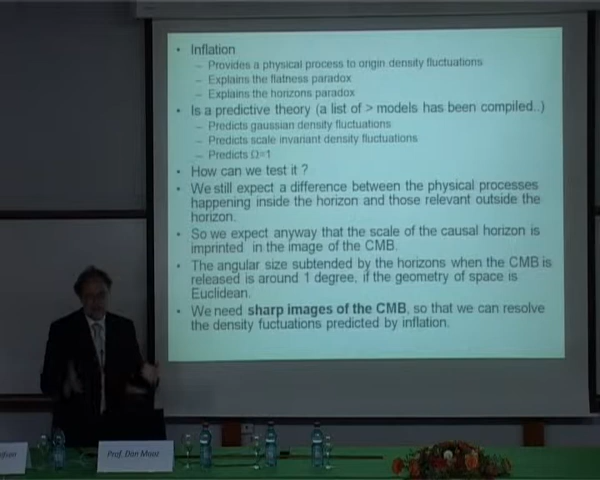 • Inflation
– Provides a physical process to origin density fluctuations
– Explains the flatness paradox
– Explains the horizons paradox
• Is a predictive theory (a list of > models has been compiled..)
– Predicts gaussian density fluctuations
– Predicts scale invariant density fluctuations
– Predicts Ω=1
• How can we test it ?
• We still expect a difference between the physical processes
happening inside the horizon and those relevant outside the
horizon.
• So we expect anyway that the scale of the causal horizon is
imprinted in the image of the CMB.
• The angular size subtended by the horizons when the CMB is
released is around 1 degree, if the geometry of space is
Euclidean.
• We need sharp images of the CMB, so that we can resolve
the density fuctuations predicted by inflation.
Prof. Dan Maoz